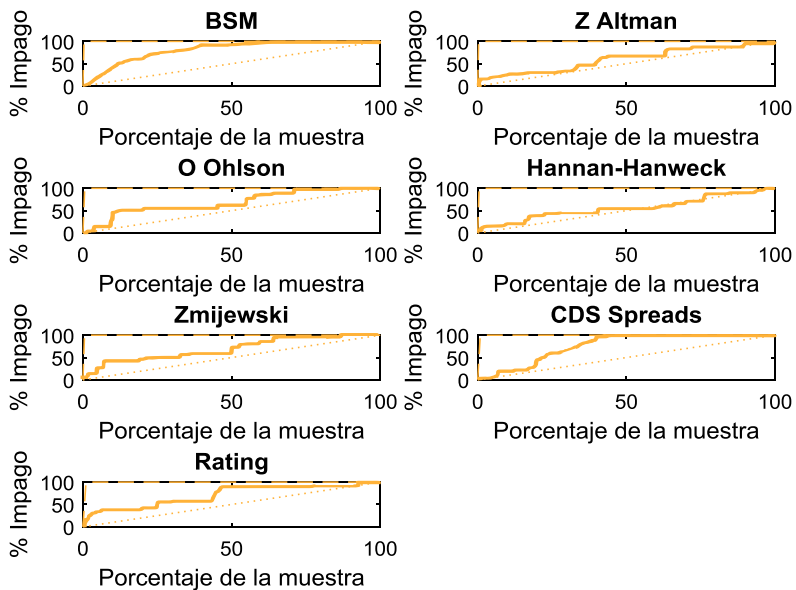 BSM
% Impago
100
50
0
0 50 100
Porcentaje de la muestra
Z Altman
% Impago
100
50
0
0 50 100
Porcentaje de la muestra
O Ohlson
% Impago
100
50
0
0 50 100
Porcentaje de la muestra
Hannan-Hanweck
% Impago
100
50
0
0 50 100
Porcentaje de la muestra
Zmijewski
% Impago
100
50
0
0 50 100
Porcentaje de la muestra
CDS Spreads
% Impago
100
50
0
0 50 100
Porcentaje de la muestra
Rating
% Impago
100
50
0
0 50 100
Porcentaje de la muestra